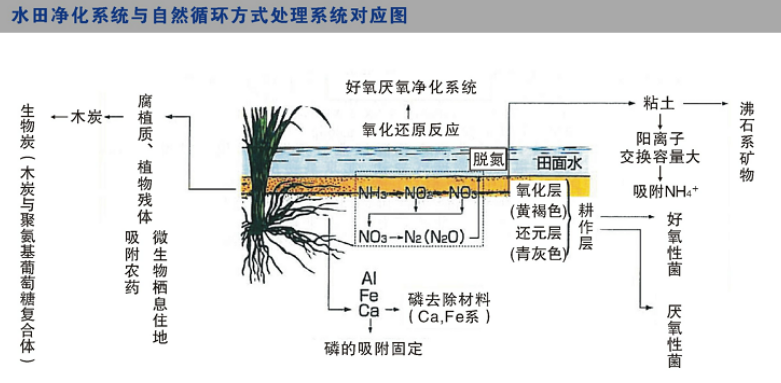 水田净化系统与自然循环方式处理系统对应图
好氧厌氧净化系统
氧化还原反应
脱氮
田面水
NH₃→NO₂→NO₃
NO₃→N₂(N₂O)
氧化层
(黄褐色)
还元层
(青灰色)
耕作层
粘土
沸石系矿物
阳离子
交换容量大
吸附NH₄⁺
好氧性菌
厌氧性菌
Al
Fe
Ca
磷去除材料
(Ca,Fe系)
磷的吸附固定
腐植质、植物残体
吸附农药
微生物栖息住地
木炭
生物炭(木炭与聚氨基葡萄糖复合体)